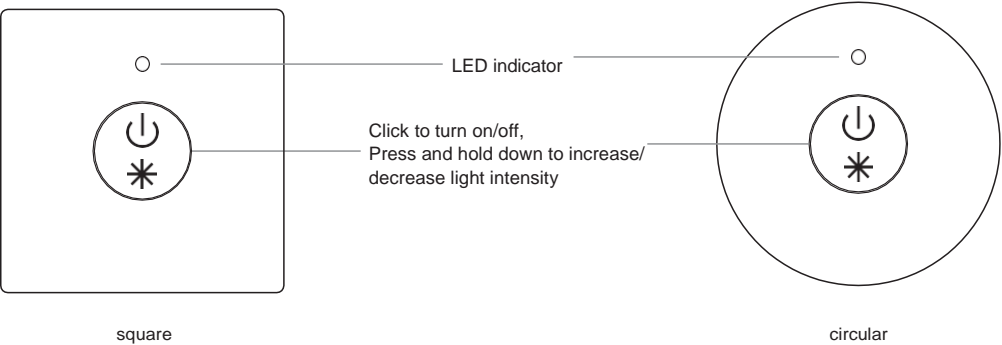 LED indicator
Click to turn on/off,
Press and hold down to increase/
decrease light intensity
square
circular